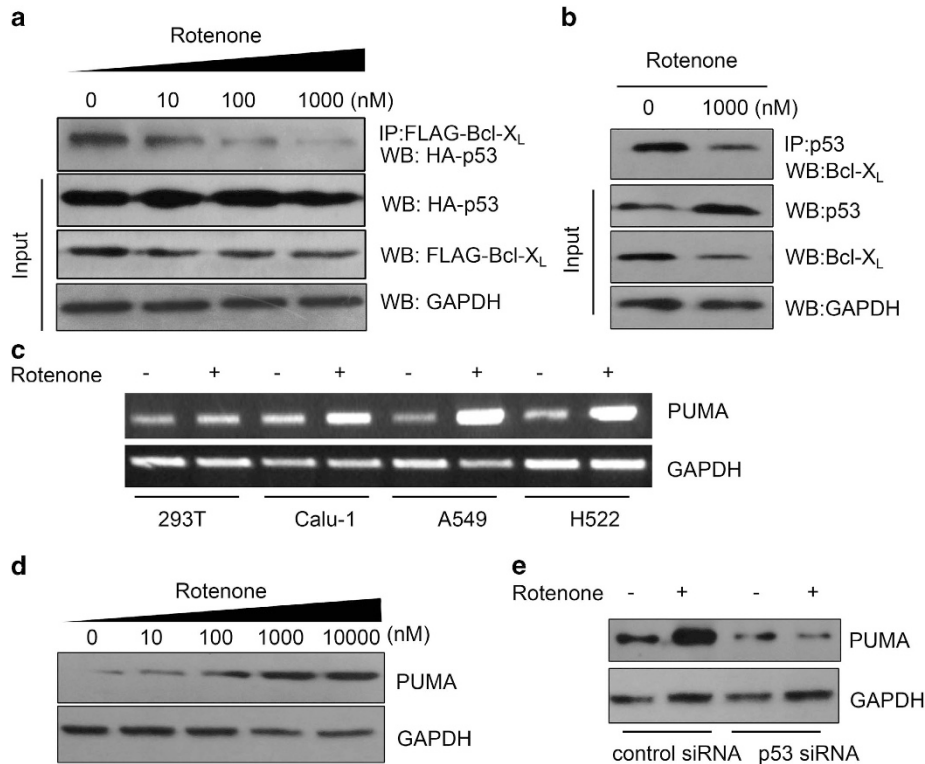 a
Rotenone
0 10 100 1000 (nM)
IP:FLAG-Bcl-XL
WB: HA-p53
WB: HA-p53
WB: FLAG-Bcl-XL
WB: GAPDH
Input
b
Rotenone
0 1000 (nM)
IP:p53
WB:Bcl-XL
WB:p53
WB:Bcl-XL
WB:GAPDH
Input
c
Rotenone - + - + - + - +
PUMA
GAPDH
293T Calu-1 A549 H522
d
Rotenone
0 10 100 1000 10000 (nM)
PUMA
GAPDH
e
Rotenone - + - +
PUMA
GAPDH
control siRNA p53 siRNA